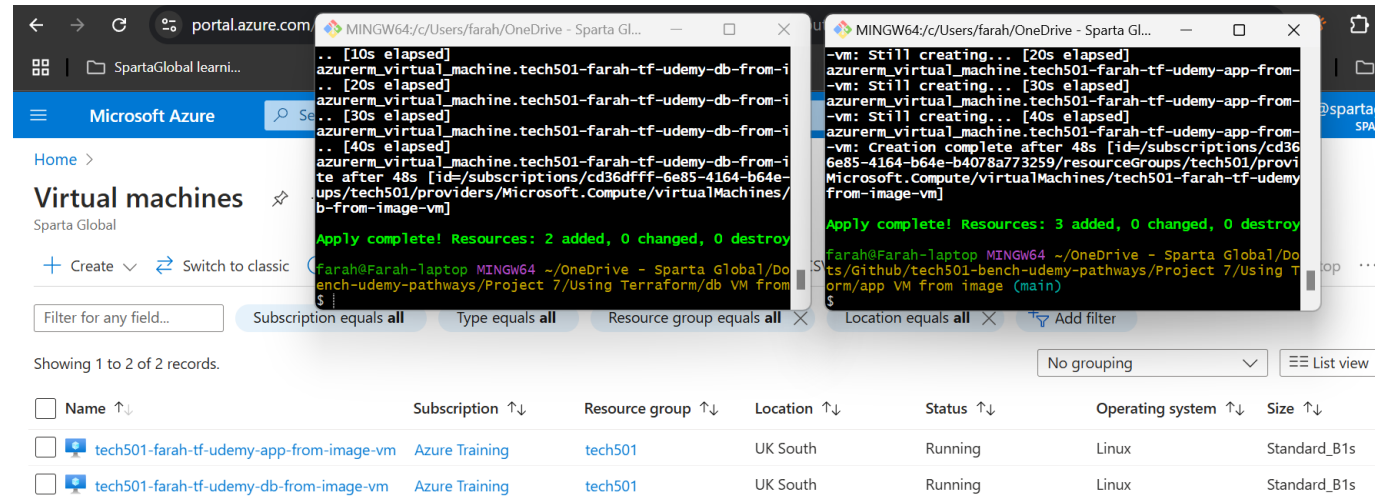 portal.azure.com/
SpartaGlobal learni...
Microsoft Azure
@sparta
SPA
Home >
Virtual machines
Sparta Global
+ Create
Switch to classic
MINGW64:/c/Users/farah/OneDrive - Sparta Gl...
.. [10s elapsed]
azurerm_virtual_machine.tech501-farah-tf-udemy-db-from-i
.. [20s elapsed]
azurerm_virtual_machine.tech501-farah-tf-udemy-db-from-i
.. [30s elapsed]
azurerm_virtual_machine.tech501-farah-tf-udemy-db-from-i
.. [40s elapsed]
azurerm_virtual_machine.tech501-farah-tf-udemy-db-from-i
te after 48s [id=/subscriptions/cd36dfff-6e85-4164-b64e-
ups/tech501/providers/Microsoft.Compute/virtualMachines/
b-from-image-vm]
Apply complete! Resources: 2 added, 0 changed, 0 destroy
farah@Farah-laptop MINGW64 ~/OneDrive - Sparta Global/Do
ench-udemy-pathways/Project 7/Using Terraform/db VM from
$
MINGW64:/c/Users/farah/OneDrive - Sparta Gl...
-vm: Still creating... [20s elapsed]
azurerm_virtual_machine.tech501-farah-tf-udemy-app-from-
-vm: Still creating... [30s elapsed]
azurerm_virtual_machine.tech501-farah-tf-udemy-app-from-
-vm: Still creating... [40s elapsed]
azurerm_virtual_machine.tech501-farah-tf-udemy-app-from-
-vm: Creation complete after 48s [id=/subscriptions/cd36
6e85-4164-b64e-b4078a773259/resourceGroups/tech501/provi
Microsoft.Compute/virtualMachines/tech501-farah-tf-udemy
from-image-vm]
Apply complete! Resources: 3 added, 0 changed, 0 destroy
farah@Farah-laptop MINGW64 ~/OneDrive - Sparta Global/Do
ts/Github/tech501-bench-udemy-pathways/Project 7/Using T
orm/app VM from image (main)
$
Filter for any field... Subscription equals all Type equals all Resource group equals all Location equals all Add filter
Showing 1 to 2 of 2 records. No grouping List view
Name Subscription Resource group Location Status Operating system Size
tech501-farah-tf-udemy-app-from-image-vm Azure Training tech501 UK South Running Linux Standard_B1s
tech501-farah-tf-udemy-db-from-image-vm Azure Training tech501 UK South Running Linux Standard_B1s